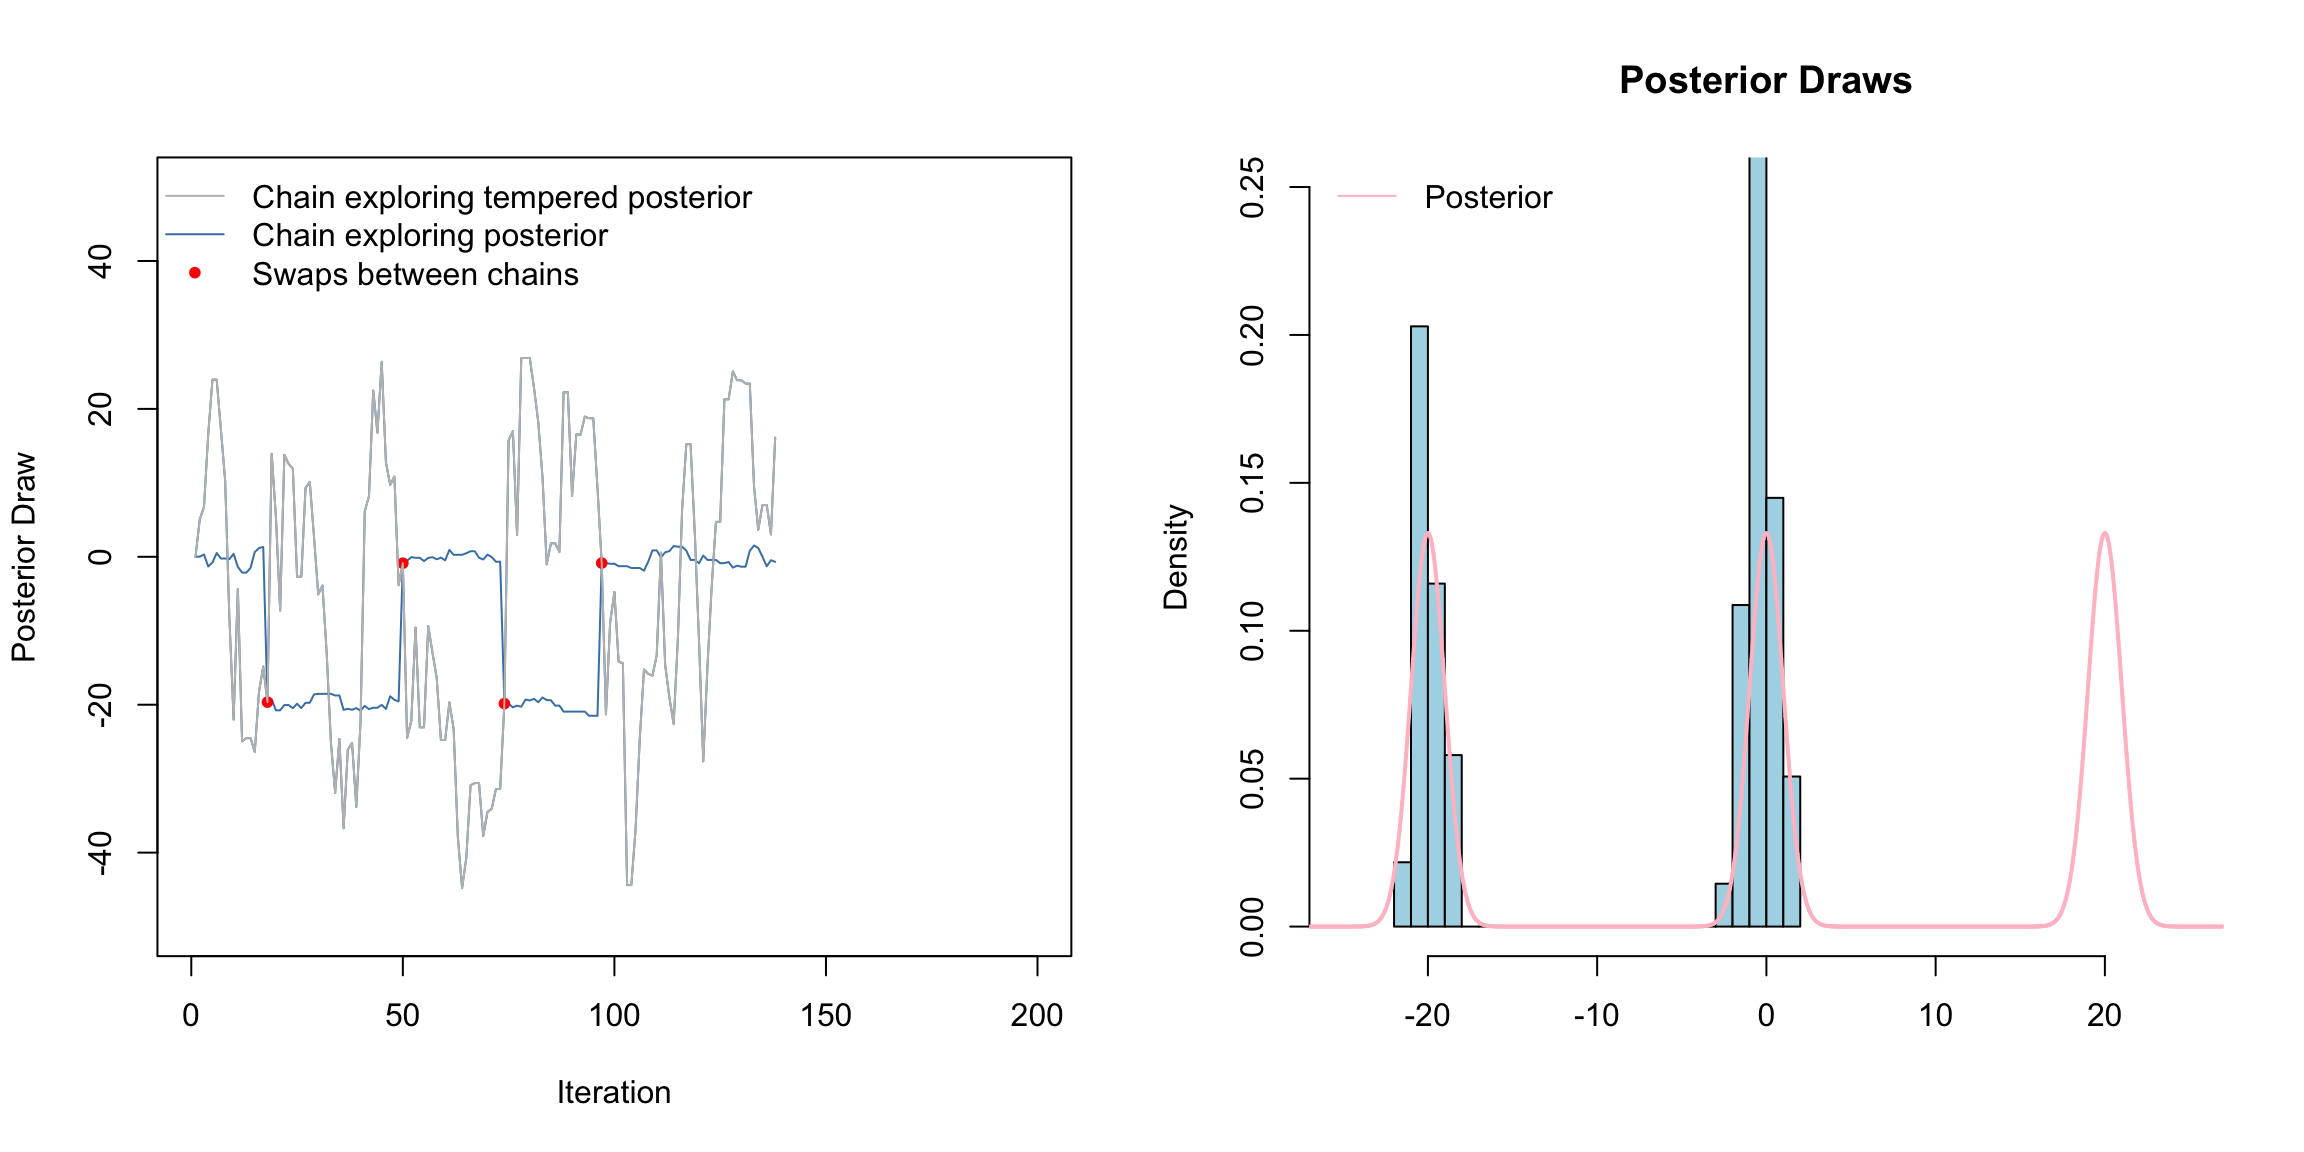 Chain exploring tempered posterior
Chain exploring posterior
Swaps between chains
Posterior Draw
40
20
0
-20
-40
0 50 100 150 200
Iteration
Posterior Draws
Posterior
Density
0.25
0.20
0.15
0.10
0.05
0.00
-20 -10 0 10 20